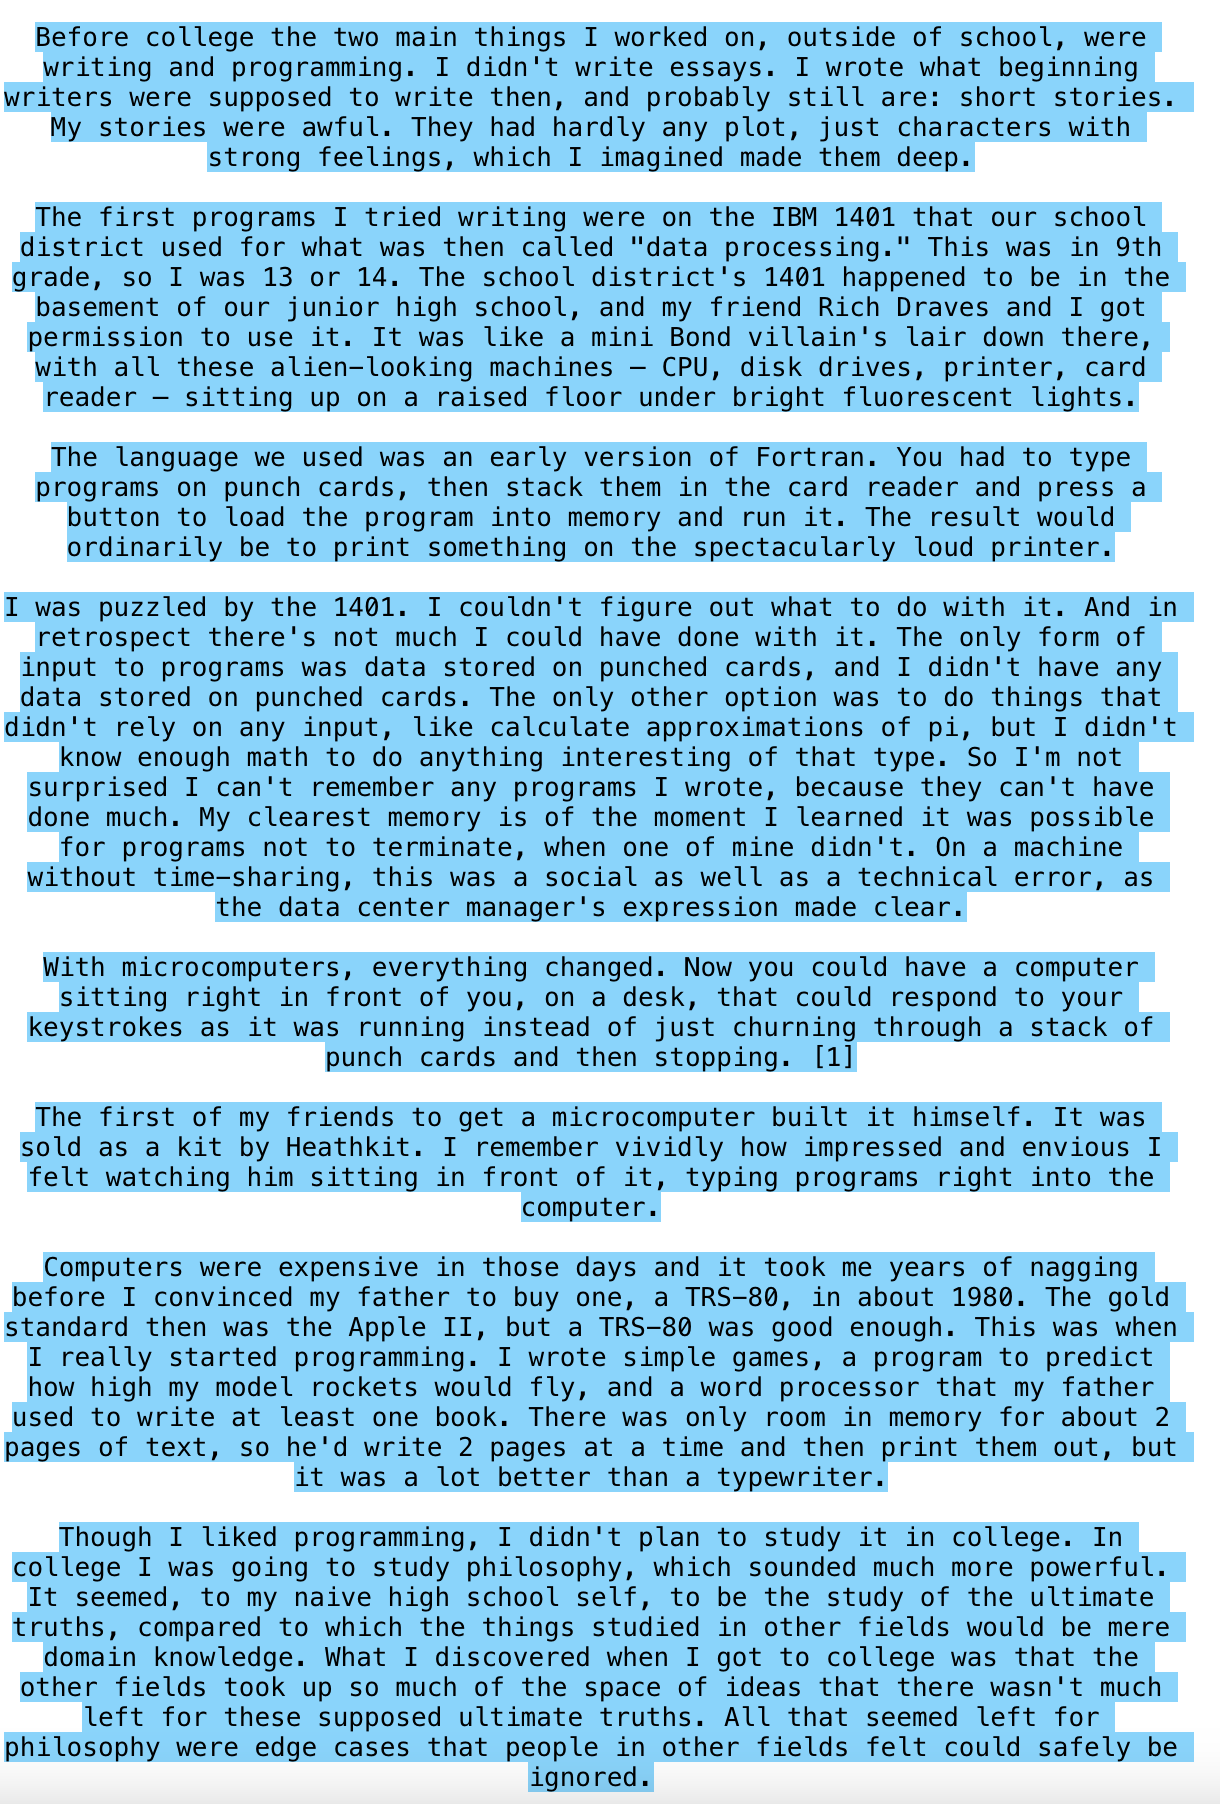 Before college the two main things I worked on, outside of school, were
writing and programming. I didn't write essays. I wrote what beginning
writers were supposed to write then, and probably still are: short stories.
My stories were awful. They had hardly any plot, just characters with
strong feelings, which I imagined made them deep.
The first programs I tried writing were on the IBM 1401 that our school
district used for what was then called "data processing." This was in 9th
grade, so I was 13 or 14. The school district's 1401 happened to be in the
basement of our junior high school, and my friend Rich Draves and I got
permission to use it. It was like a mini Bond villain's lair down there,
with all these alien-looking machines — CPU, disk drives, printer, card
reader — sitting up on a raised floor under bright fluorescent lights.
The language we used was an early version of Fortran. You had to type
programs on punch cards, then stack them in the card reader and press a
button to load the program into memory and run it. The result would
ordinarily be to print something on the spectacularly loud printer.
I was puzzled by the 1401. I couldn't figure out what to do with it. And in
retrospect there's not much I could have done with it. The only form of
input to programs was data stored on punched cards, and I didn't have any
data stored on punched cards. The only other option was to do things that
didn't rely on any input, like calculate approximations of pi, but I didn't
know enough math to do anything interesting of that type. So I'm not
surprised I can't remember any programs I wrote, because they can't have
done much. My clearest memory is of the moment I learned it was possible
for programs not to terminate, when one of mine didn't. On a machine
without time-sharing, this was a social as well as a technical error, as
the data center manager's expression made clear.
With microcomputers, everything changed. Now you could have a computer
sitting right in front of you, on a desk, that could respond to your
keystrokes as it was running instead of just churning through a stack of
punch cards and then stopping. [1]
The first of my friends to get a microcomputer built it himself. It was
sold as a kit by Heathkit. I remember vividly how impressed and envious I
felt watching him sitting in front of it, typing programs right into the
computer.
Computers were expensive in those days and it took me years of nagging
before I convinced my father to buy one, a TRS-80, in about 1980. The gold
standard then was the Apple II, but a TRS-80 was good enough. This was when
I really started programming. I wrote simple games, a program to predict
how high my model rockets would fly, and a word processor that my father
used to write at least one book. There was only room in memory for about 2
pages of text, so he'd write 2 pages at a time and then print them out, but
it was a lot better than a typewriter.
Though I liked programming, I didn't plan to study it in college. In
college I was going to study philosophy, which sounded much more powerful.
It seemed, to my naive high school self, to be the study of the ultimate
truths, compared to which the things studied in other fields would be mere
domain knowledge. What I discovered when I got to college was that the
other fields took up so much of the space of ideas that there wasn't much
left for these supposed ultimate truths. All that seemed left for
philosophy were edge cases that people in other fields felt could safely be
ignored.